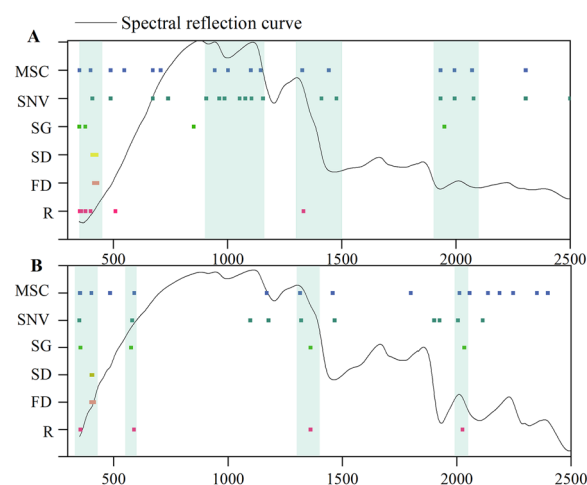 Spectral reflection curve
A
MSC
SNV
SG
SD
FD
R
500 1000 1500 2000 2500
B
MSC
SNV
SG
SD
FD
R
500 1000 1500 2000 2500